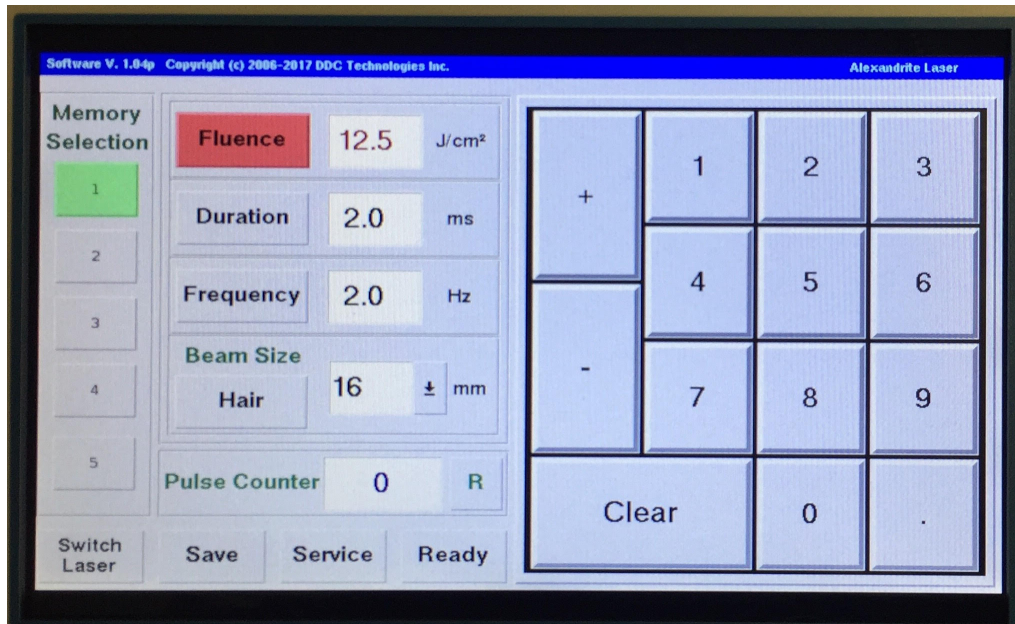 Software V. 1.04p Copyright (c) 2006-2017 DDC Technologies Inc. Alexandrite Laser
Memory
Selection
1
2
3
4
5
Fluence 12.5 J/cm²
Duration 2.0 ms
Frequency 2.0 Hz
Beam Size
Hair 16 mm
Pulse Counter 0 R
Switch
Laser
Save Service Ready
+ 1 2 3
4 5 6
- 7 8 9
Clear 0 .